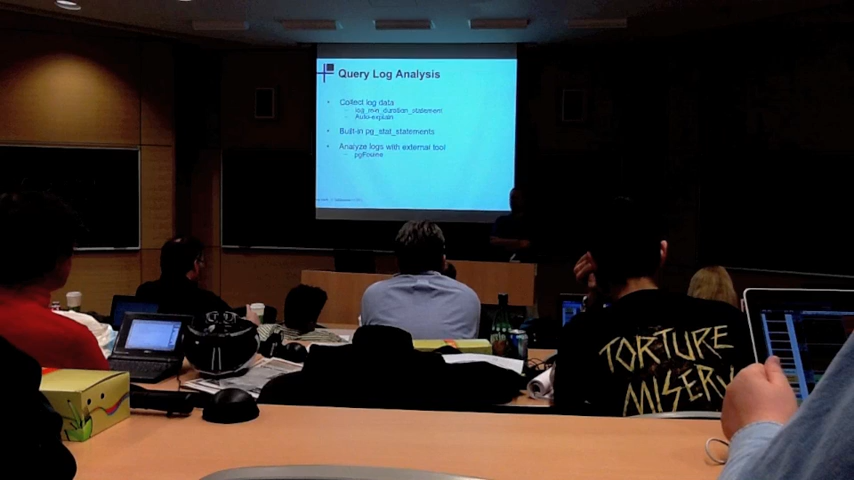 Query Log Analysis
Collect log data
log_min_duration_statement
Auto-explain
Built-in pg_stat_statements
Analyze logs with external tool
pgFouine
TORTURE
MISERY